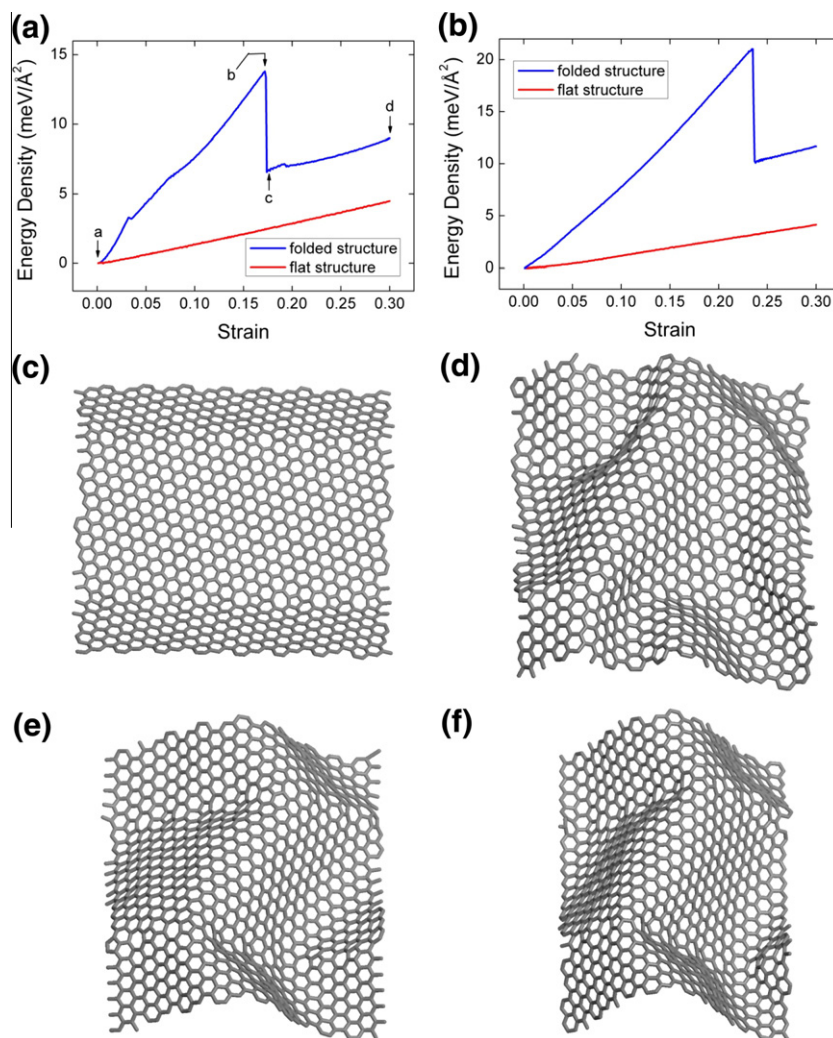 (a)
Energy Density (meV/Å²)
15
10
5
0
a
b
c
d
folded structure
flat structure
0.00 0.05 0.10 0.15 0.20 0.25 0.30
Strain
(b)
Energy Density (meV/Å²)
20
15
10
5
0
folded structure
flat structure
0.00 0.05 0.10 0.15 0.20 0.25 0.30
Strain
(c)
(d)
(e)
(f)